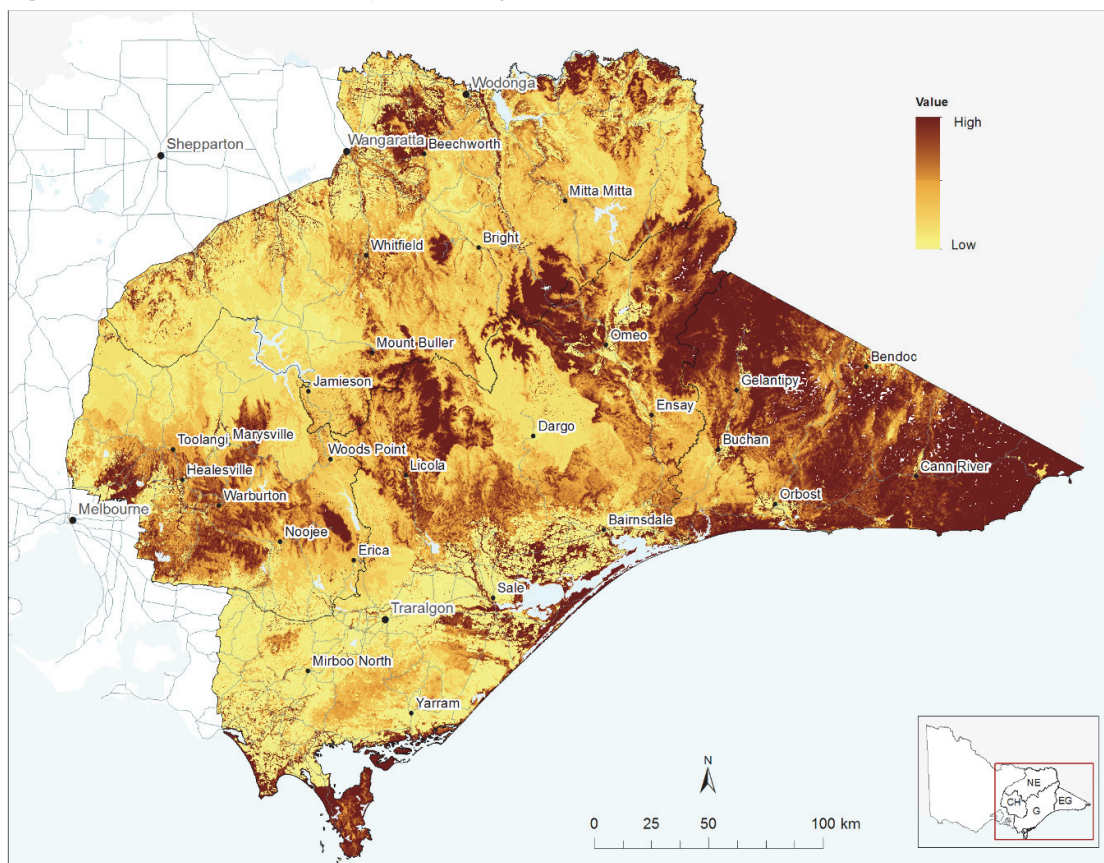 Wodonga
Shepparton
Wangaratta
Beechworth
Value
High
Low
Mitta Mitta
Whitfield
Bright
Omeo
Mount Buller
Bendoc
Jamieson
Gelantipy
Ensay
Dargo
Toolangi
Marysville
Woods Point
Buchan
Healesville
Licola
Cann River
Warburton
Orbost
Melbourne
Bairnsdale
Noojee
Erica
Sale
Traralgon
Mirboo North
Yarram
N
0 25 50 100 km
NE
CH
G
EG